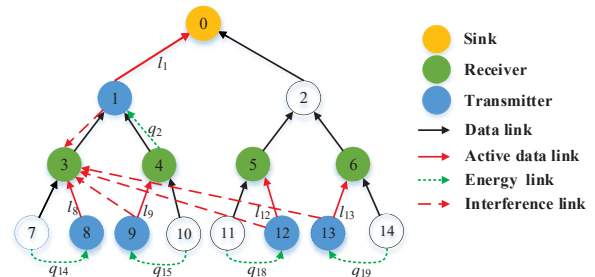 0
Sink
Receiver
Transmitter
Data link
Active data link
Energy link
Interference link
l1
1
2
q2
3
4
5
6
l8
l9
l12
l13
7
8
9
10
11
12
13
14
q14
q15
q18
q19